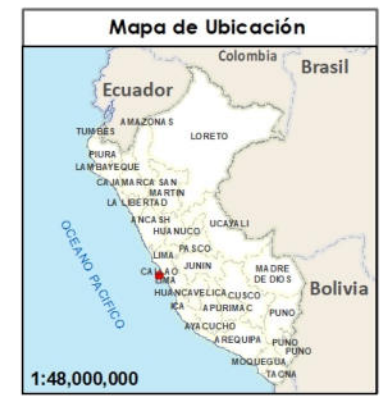 Mapa de Ubicación
Colombia
Brasil
Ecuador
AMAZONAS
TUMBES
LORETO
PIURA
LAMBAYEQUE
CAJAMARCA SAN
MARTIN
LA LIBERTAD
ANCASH
UCAYALI
HUANUCO
OCEANO PACIFICO
PASCO
LIMA
JUNIN
CALLAO
LIMA
MADRE
DE DIOS
HUANCAVELICA
CUSCO
Bolivia
ICA
APURIMAC
PUNO
AYACUCHO
AREQUIPA
PUNO
PUNO
MOQUEGUA
TACNA
1:48,000,000